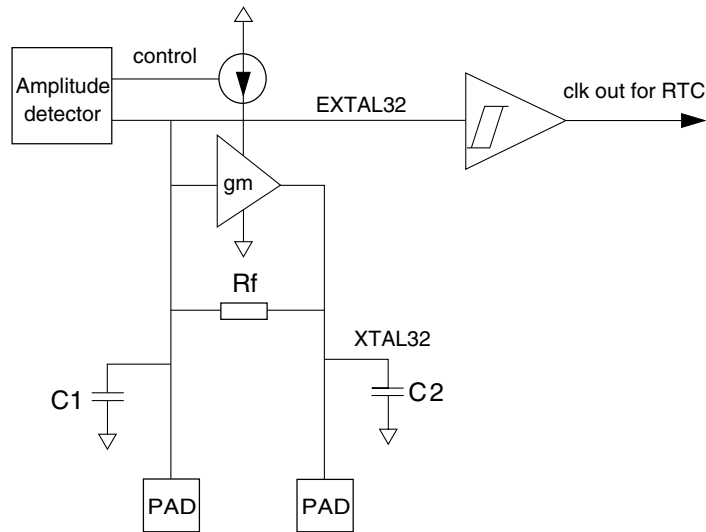 control
Amplitude
detector
EXTAL32
clk out for RTC
gm
Rf
XTAL32
C1
C2
PAD
PAD